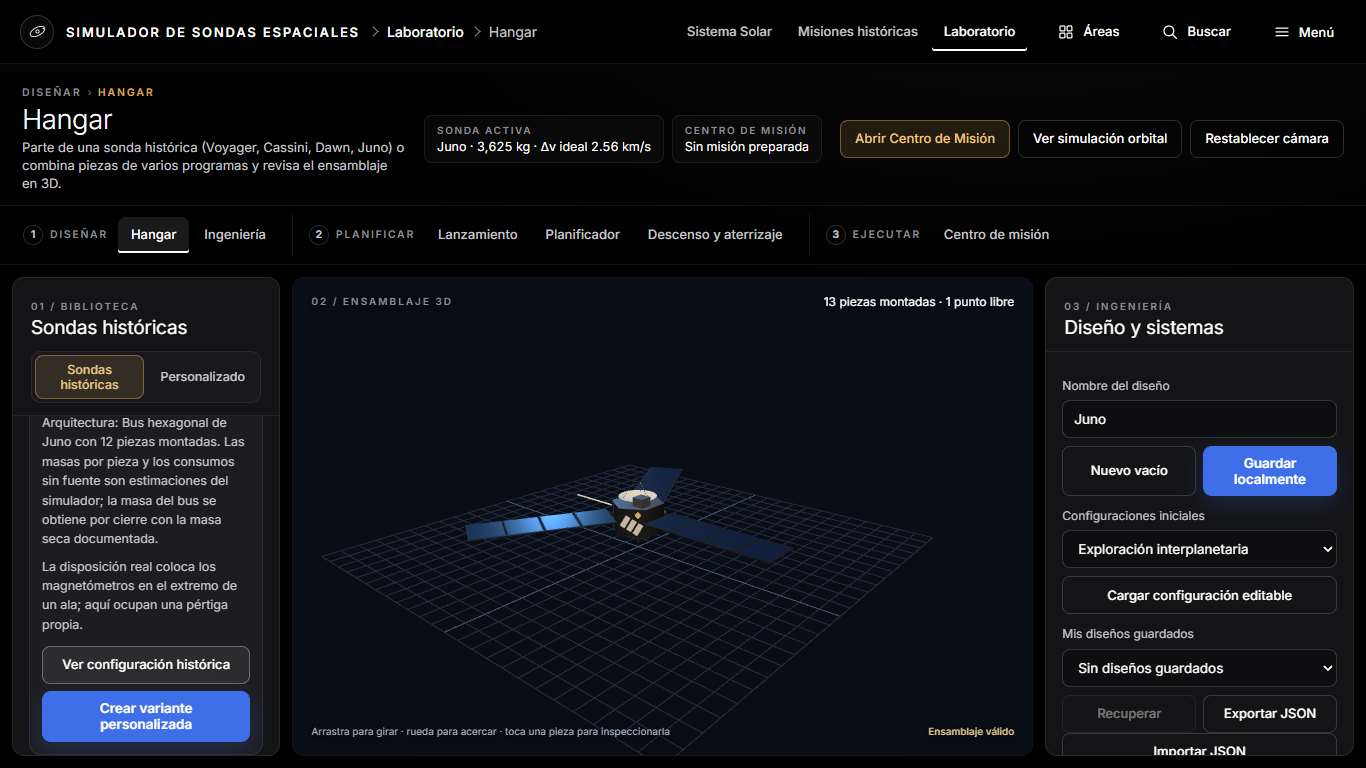 SIMULADOR DE SONDAS ESPACIALES > Laboratorio > Hangar
Sistema Solar
Misiones históricas
Laboratorio
Áreas
Buscar
Menú
DISEÑAR › HANGAR
Hangar
Parte de una sonda histórica (Voyager, Cassini, Dawn, Juno) o
combina piezas de varios programas y revisa el ensamblaje
en 3D.
SONDA ACTIVA
Juno · 3,625 kg · Δv ideal 2.56 km/s
CENTRO DE MISIÓN
Sin misión preparada
Abrir Centro de Misión
Ver simulación orbital
Restablecer cámara
1 DISEÑAR
Hangar
Ingeniería
2 PLANIFICAR
Lanzamiento
Planificador
Descenso y aterrizaje
3 EJECUTAR
Centro de misión
01 / BIBLIOTECA
Sondas históricas
Sondas
históricas
Personalizado
Arquitectura: Bus hexagonal de
Juno con 12 piezas montadas. Las
masas por pieza y los consumos
sin fuente son estimaciones del
simulador; la masa del bus se
obtiene por cierre con la masa
seca documentada.
La disposición real coloca los
magnetómetros en el extremo de
un ala; aquí ocupan una pértiga
propia.
Ver configuración histórica
Crear variante
personalizada
02 / ENSAMBLAJE 3D
13 piezas montadas · 1 punto libre
Arrastra para girar · rueda para acercar · toca una pieza para inspeccionarla
Ensamblaje válido
03 / INGENIERÍA
Diseño y sistemas
Nombre del diseño
Juno
Nuevo vacío
Guardar
localmente
Configuraciones iniciales
Exploración interplanetaria
Cargar configuración editable
Mis diseños guardados
Sin diseños guardados
Recuperar
Exportar JSON
Importar JSON